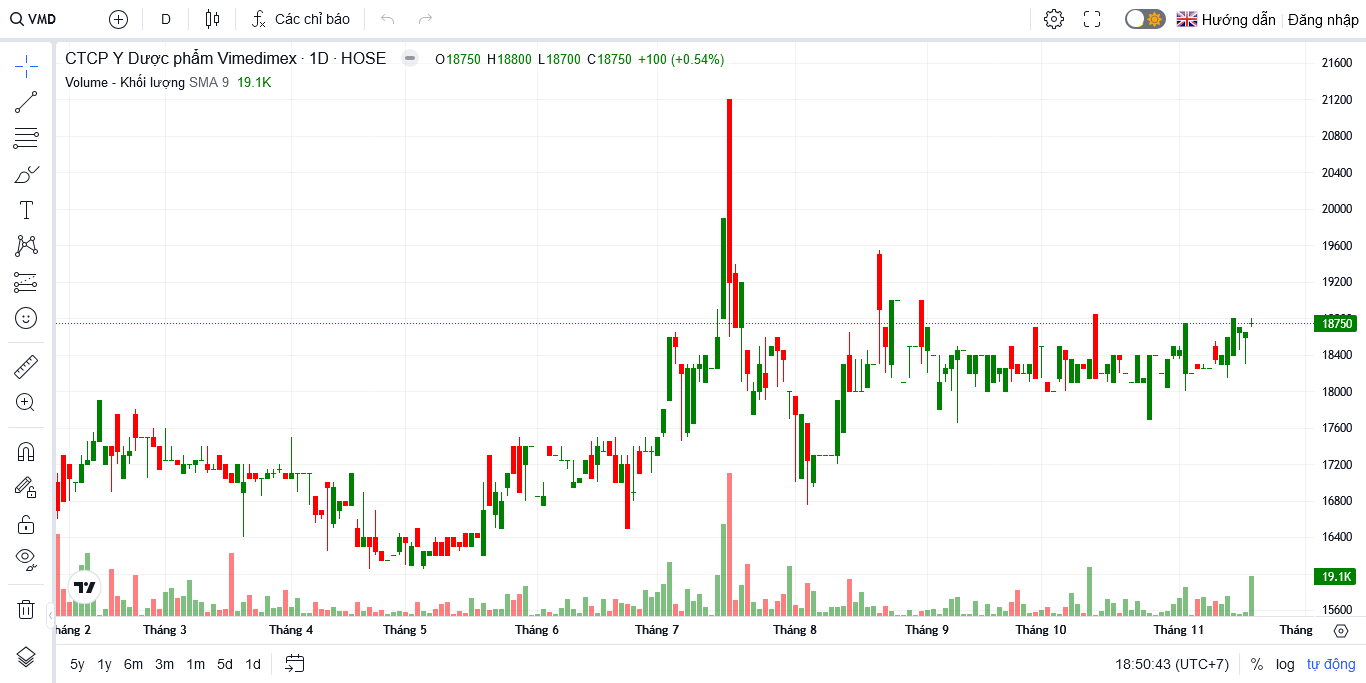 VMD D Các chỉ báo Hướng dẫn Đăng nhập
CTCP Y Dược phẩm Vimedimex · 1D · HOSE O18750 H18800 L18700 C18750 +100 (+0.54%)
Volume - Khối lượng SMA 9 19.1K
21600
21200
20800
20400
20000
19600
19200
18750
18400
18000
17600
17200
16800
16400
19.1K
15600
háng 2 Tháng 3 Tháng 4 Tháng 5 Tháng 6 Tháng 7 Tháng 8 Tháng 9 Tháng 10 Tháng 11 Tháng
5y 1y 6m 3m 1m 5d 1d 18:50:43 (UTC+7) % log tự động